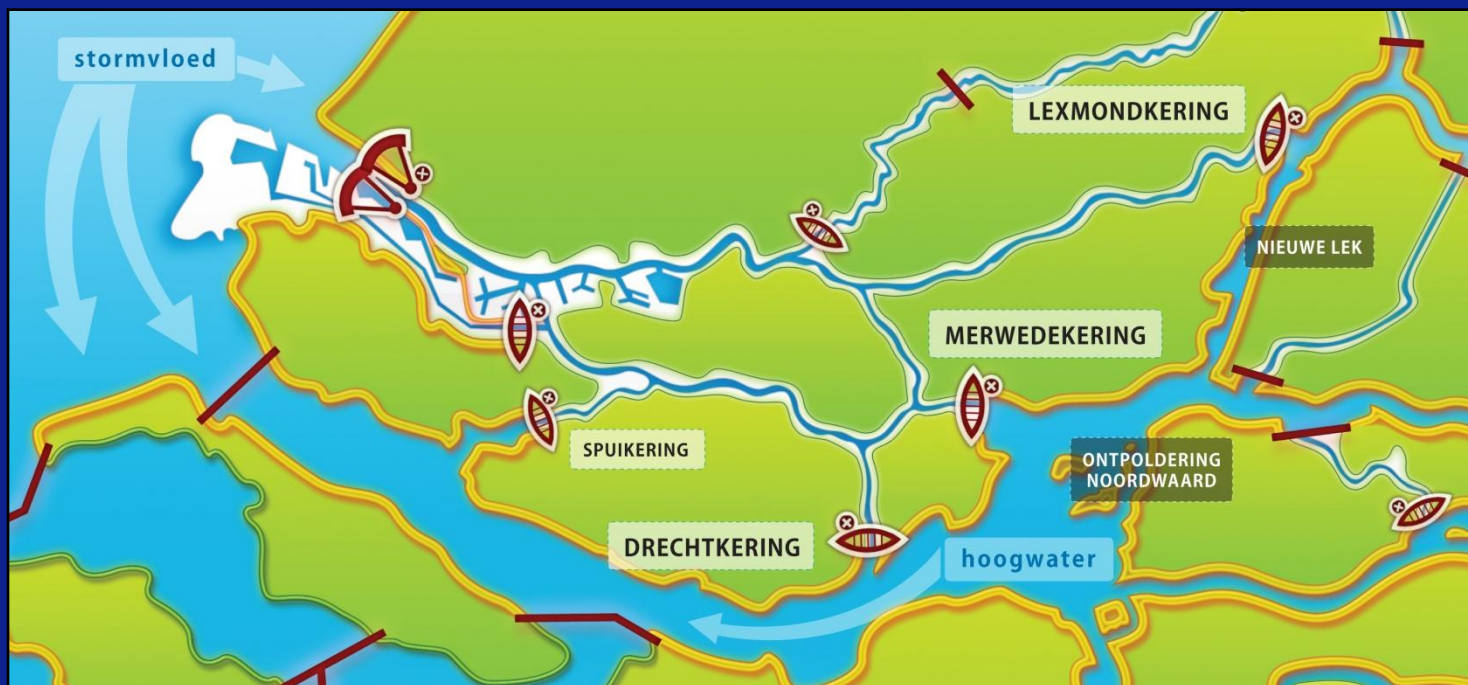 stormvloed
LEXMONDKERING
NIEUWE LEK
MERWEDEKERING
SPUIKERING
ONTPOLDERING
NOORDWAARD
DRECHTKERING
hoogwater